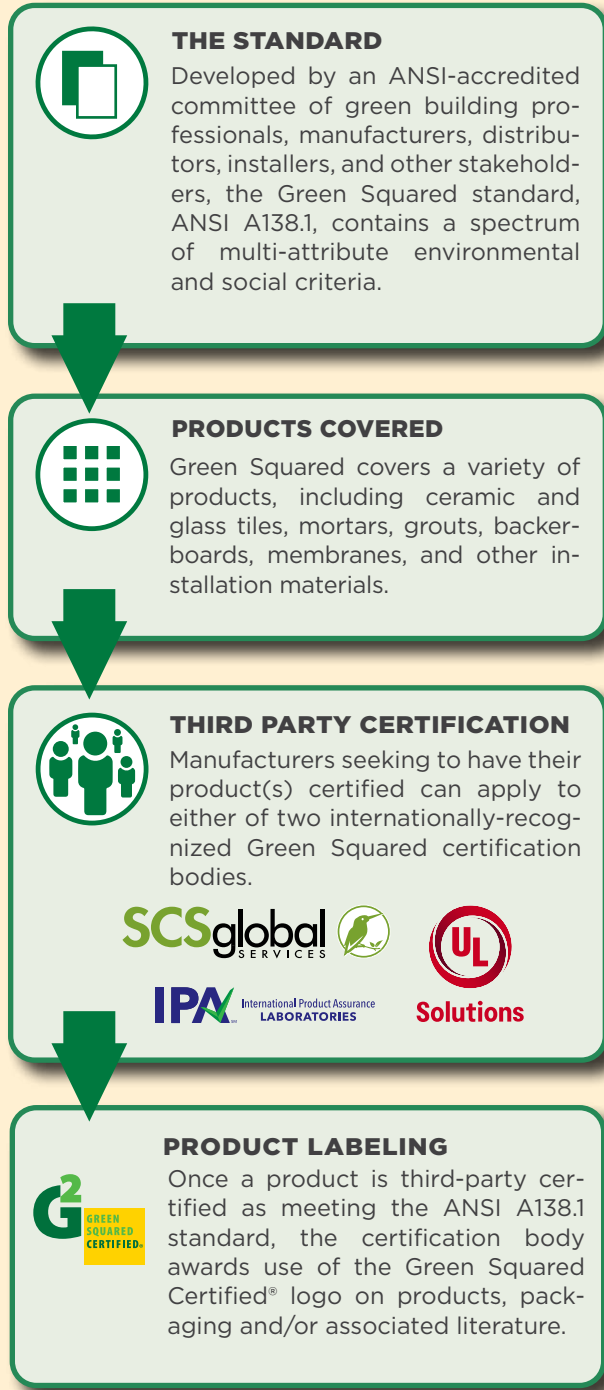 THE STANDARD
Developed by an ANSI-accredited
committee of green building pro-
fessionals, manufacturers, distribu-
tors, installers, and other stakehold-
ers, the Green Squared standard,
ANSI A138.1, contains a spectrum
of multi-attribute environmental
and social criteria.
PRODUCTS COVERED
Green Squared covers a variety of
products, including ceramic and
glass tiles, mortars, grouts, backer-
boards, membranes, and other in-
stallation materials.
THIRD PARTY CERTIFICATION
Manufacturers seeking to have their
product(s) certified can apply to
either of two internationally-recog-
nized Green Squared certification
bodies.
SCSglobal
SERVICES
UL
Solutions
IPA
International Product Assurance
LABORATORIES
PRODUCT LABELING
Once a product is third-party cer-
tified as meeting the ANSI A138.1
standard, the certification body
awards use of the Green Squared
Certified® logo on products, pack-
aging and/or associated literature.
G2
GREEN
SQUARED
CERTIFIED®